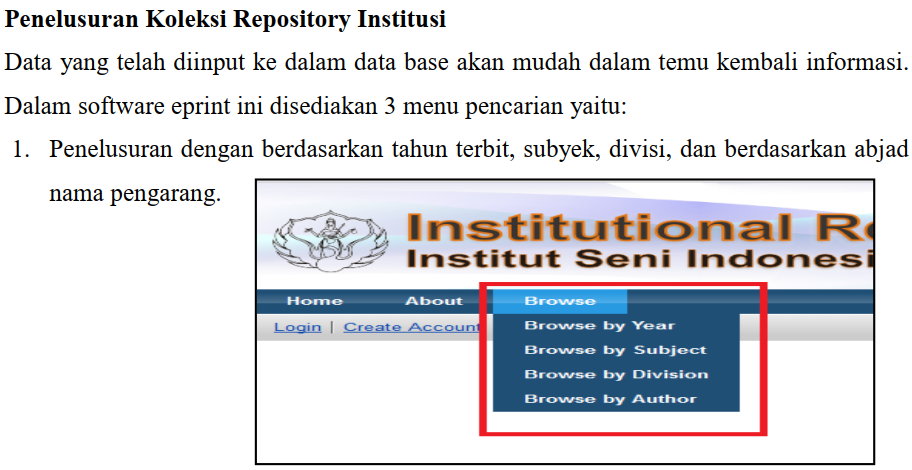 Penelusuran Koleksi Repository Institusi
Data yang telah diinput ke dalam data base akan mudah dalam temu kembali informasi.
Dalam software eprint ini disediakan 3 menu pencarian yaitu:
1. Penelusuran dengan berdasarkan tahun terbit, subyek, divisi, dan berdasarkan abjad
nama pengarang.
Institutional R
Institut Seni Indonesi
Home About Browse
Login | Create Account
Browse by Year
Browse by Subject
Browse by Division
Browse by Author